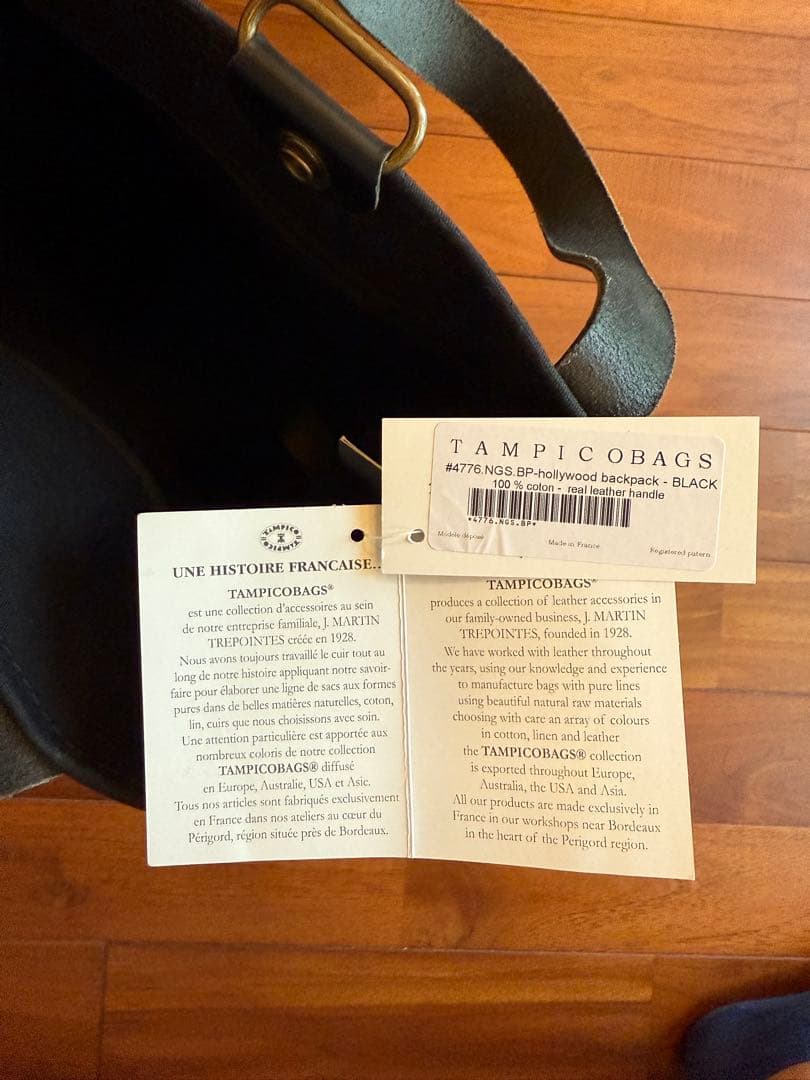 TAMPICOBAGS
#4776.NGS.BP-hollywood backpack - BLACK
100 % coton - real leather handle
*4776.NGS.BP*
Modèle déposé
Made in France
Registered patern
TAMPICO
UNE HISTOIRE FRANCAISE..
TAMPICOBAGS®
est une collection d'accessoires au sein
de notre entreprise familiale, J. MARTIN
TREPOINTES créée en 1928.
Nous avons toujours travaillé le cuir tout au
long de notre histoire appliquant notre savoir-
faire pour élaborer une ligne de sacs aux formes
pures dans de belles matières naturelles, coton,
lin, cuirs que nous choisissons avec soin.
Une attention particulière est apportée aux
nombreux coloris de notre collection
TAMPICOBAGS® diffusé
en Europe, Australie, USA et Asie.
Tous nos articles sont fabriqués exclusivement
en France dans nos ateliers au cœur du
Périgord, région située près de Bordeaux.
TAMPICOBAGS®
produces a collection of leather accessories in
our family-owned business, J. MARTIN
TREPOINTES, founded in 1928.
We have worked with leather throughout
the years, using our knowledge and experience
to manufacture bags with pure lines
using beautiful natural raw materials
choosing with care an array of colours
in cotton, linen and leather
the TAMPICOBAGS® collection
is exported throughout Europe,
Australia, the USA and Asia.
All our products are made exclusively in
France in our workshops near Bordeaux
in the heart of the Perigord region.